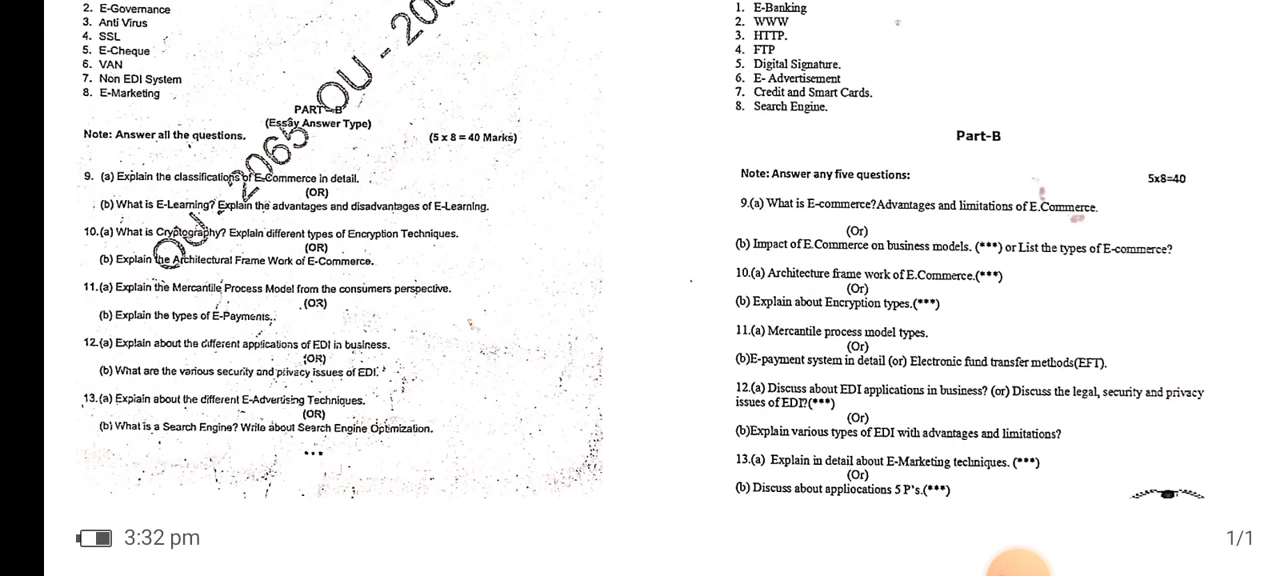 2. E-Governance
3. Anti Virus
4. SSL
5. E-Cheque
6. VAN
7. Non EDI System
8. E-Marketing
PART-B
(Essay Answer Type)
Note: Answer all the questions. (5 x 8 = 40 Marks)
9. (a) Explain the classifications of E-Commerce in detail.
(OR)
(b) What is E-Learning? Explain the advantages and disadvantages of E-Learning.
10.(a) What is Cryptography? Explain different types of Encryption Techniques.
(OR)
(b) Explain the Architectural Frame Work of E-Commerce.
11.(a) Explain the Mercantile Process Model from the consumers perspective.
(OR)
(b) Explain the types of E-Payments.
12.(a) Explain about the different applications of EDI in business.
(OR)
(b) What are the various security and privacy issues of EDI.
13.(a) Explain about the different E-Advertising Techniques.
(OR)
(b) What is a Search Engine? Write about Search Engine Optimization.
***
OU - 2065 OU - 20
1. E-Banking
2. WWW
3. HTTP.
4. FTP
5. Digital Signature.
6. E- Advertisement
7. Credit and Smart Cards.
8. Search Engine.
Part-B
Note: Answer any five questions: 5x8=40
9.(a) What is E-commerce?Advantages and limitations of E.Commerce.
(Or)
(b) Impact of E.Commerce on business models. (***) or List the types of E-commerce?
10.(a) Architecture frame work of E.Commerce.(***)
(Or)
(b) Explain about Encryption types.(***)
11.(a) Mercantile process model types.
(Or)
(b)E-payment system in detail (or) Electronic fund transfer methods(EFT).
12.(a) Discuss about EDI applications in business? (or) Discuss the legal, security and privacy
issues of EDI?(***)
(Or)
(b)Explain various types of EDI with advantages and limitations?
13.(a) Explain in detail about E-Marketing techniques. (***)
(Or)
(b) Discuss about appliocations 5 P's.(***)
3:32 pm
1/1